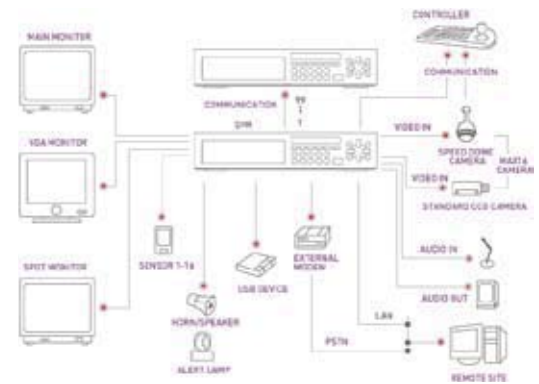 MAIN MONITOR
CONTROLLER
COMMUNICATION
COMMUNICATION
99
1
DVR
VIDEO IN
SPEED DOME
CAMERA
VGA MONITOR
VIDEO IN
STANDARD CCD CAMERA
CAMERA
SPOT MONITOR
SENSOR 1-16
USB DEVICE
EXTERNAL
MODEM
AUDIO IN
HORN/SPEAKER
AUDIO OUT
LAN
PSTN
ALERT LAMP
REMOTE SITE